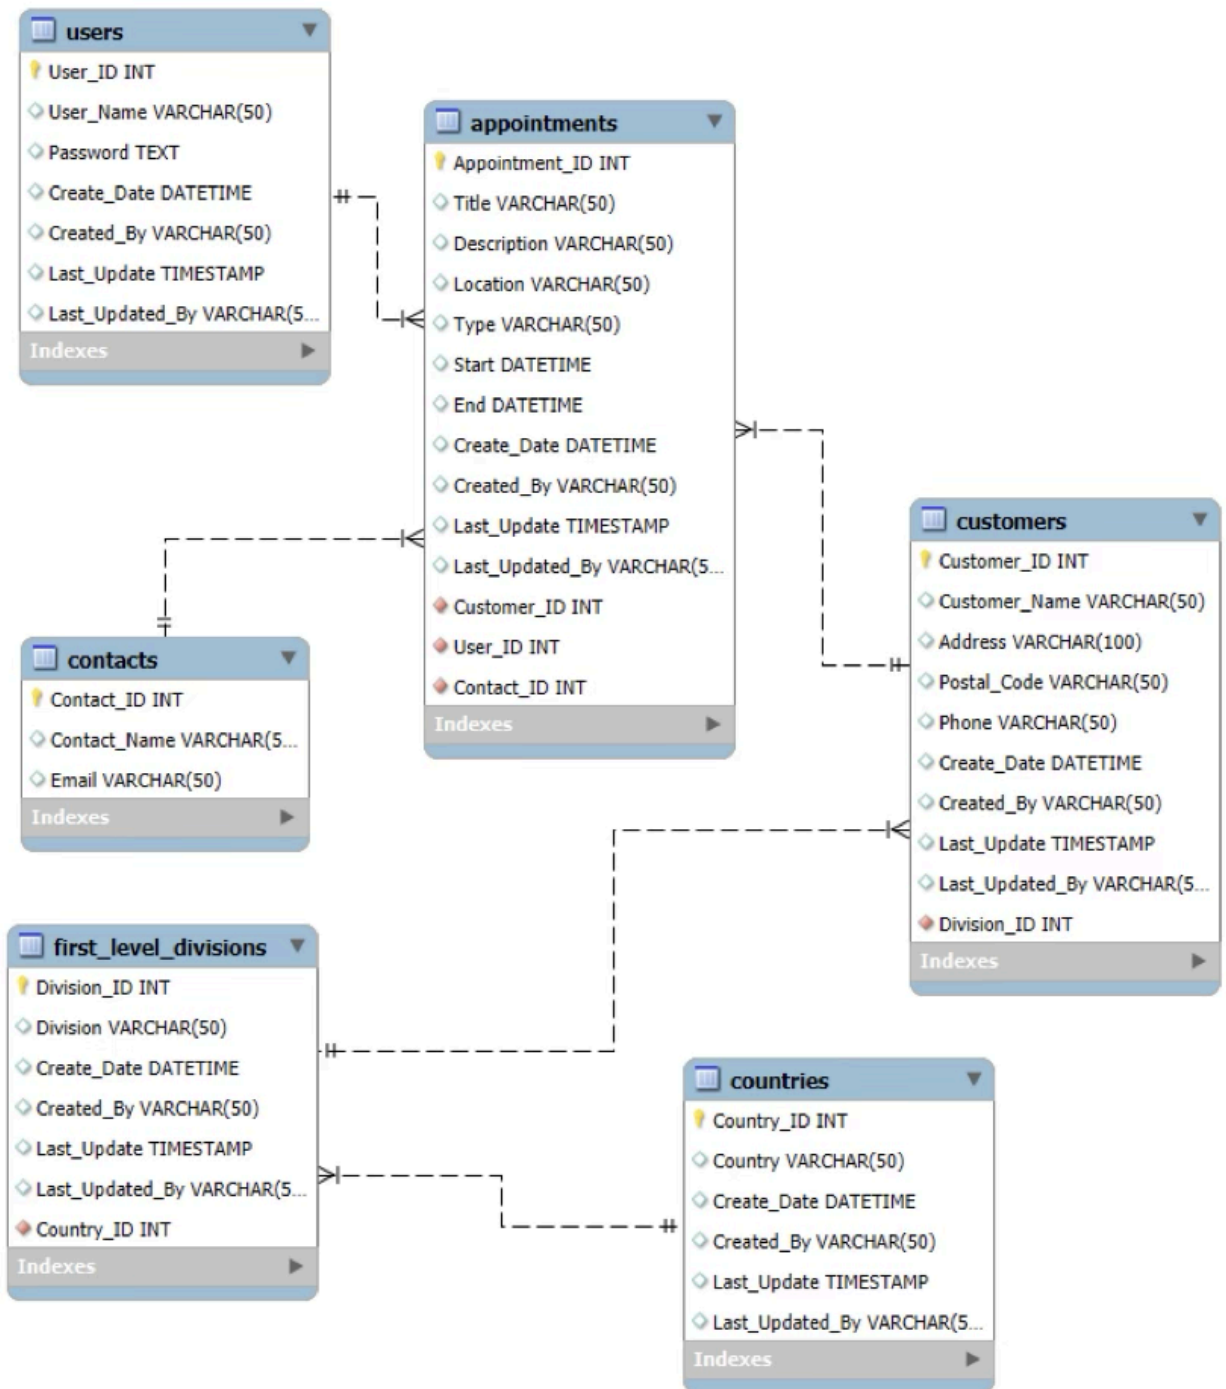 users
User_ID INT
User_Name VARCHAR(50)
Password TEXT
Create_Date DATETIME
Created_By VARCHAR(50)
Last_Update TIMESTAMP
Last_Updated_By VARCHAR(5...
Indexes
appointments
Appointment_ID INT
Title VARCHAR(50)
Description VARCHAR(50)
Location VARCHAR(50)
Type VARCHAR(50)
Start DATETIME
End DATETIME
Create_Date DATETIME
Created_By VARCHAR(50)
Last_Update TIMESTAMP
Last_Updated_By VARCHAR(5...
Customer_ID INT
User_ID INT
Contact_ID INT
Indexes
customers
Customer_ID INT
Customer_Name VARCHAR(50)
Address VARCHAR(100)
Postal_Code VARCHAR(50)
Phone VARCHAR(50)
Create_Date DATETIME
Created_By VARCHAR(50)
Last_Update TIMESTAMP
Last_Updated_By VARCHAR(5...
Division_ID INT
Indexes
contacts
Contact_ID INT
Contact_Name VARCHAR(5...
Email VARCHAR(50)
Indexes
first_level_divisions
Division_ID INT
Division VARCHAR(50)
Create_Date DATETIME
Created_By VARCHAR(50)
Last_Update TIMESTAMP
Last_Updated_By VARCHAR(5...
Country_ID INT
Indexes
countries
Country_ID INT
Country VARCHAR(50)
Create_Date DATETIME
Created_By VARCHAR(50)
Last_Update TIMESTAMP
Last_Updated_By VARCHAR(5...
Indexes